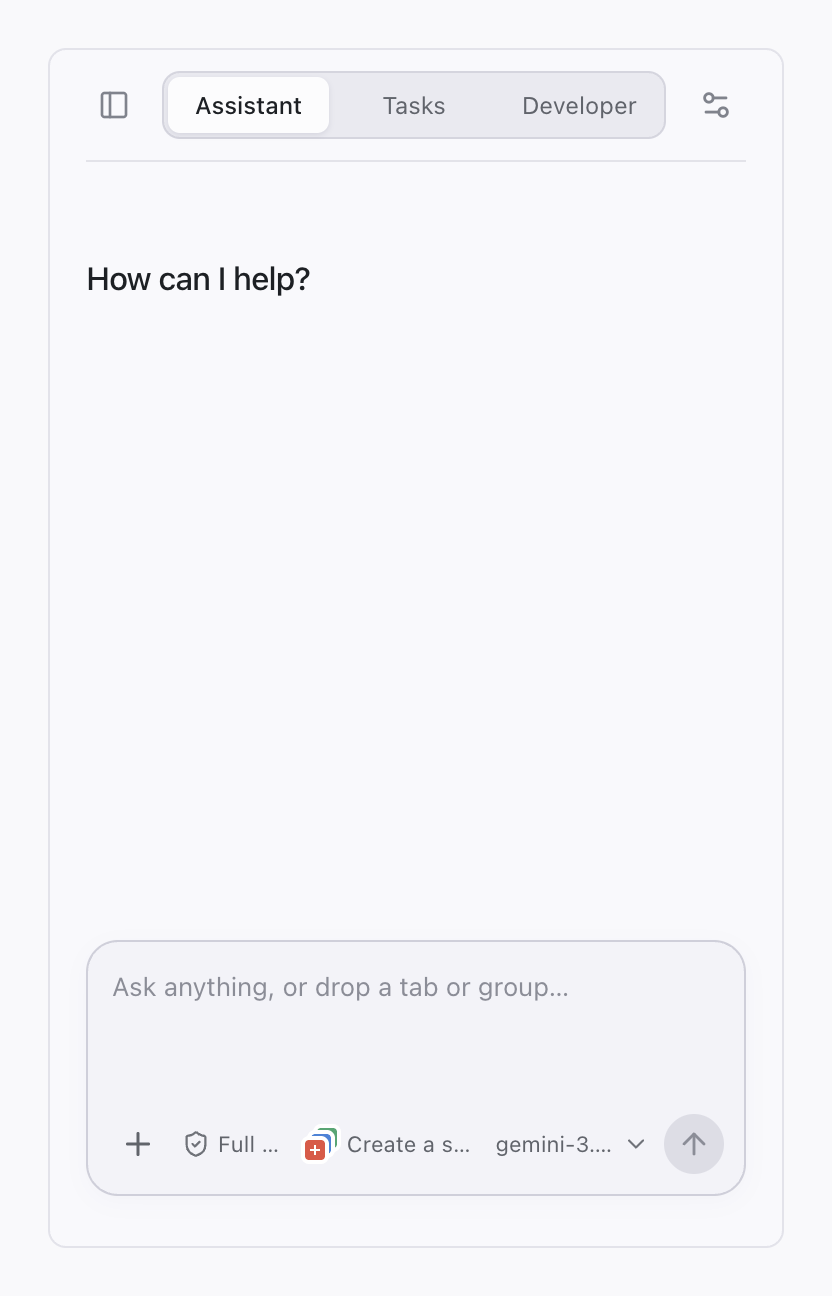 Assistant Tasks Developer
How can I help?
Ask anything, or drop a tab or group...
Full ... Create a s... gemini-3....